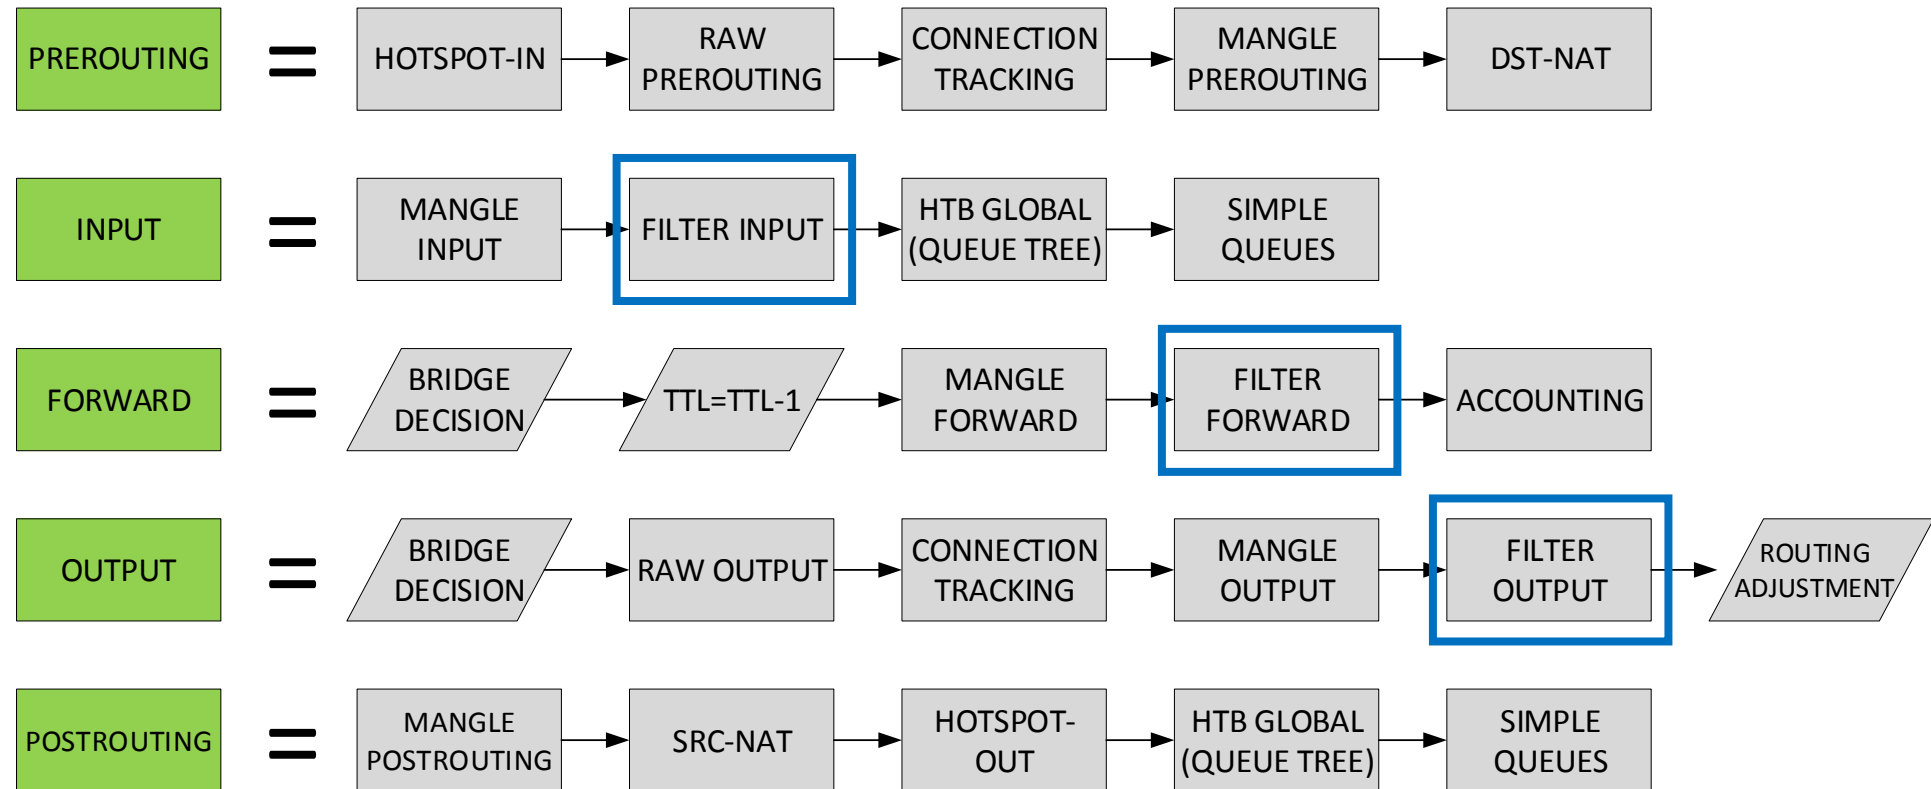 PREROUTING
=
HOTSPOT-IN
RAW
PREROUTING
CONNECTION
TRACKING
MANGLE
PREROUTING
DST-NAT
INPUT
=
MANGLE
INPUT
FILTER INPUT
HTB GLOBAL
(QUEUE TREE)
SIMPLE
QUEUES
FORWARD
=
BRIDGE
DECISION
TTL=TTL-1
MANGLE
FORWARD
FILTER
FORWARD
ACCOUNTING
OUTPUT
=
BRIDGE
DECISION
RAW OUTPUT
CONNECTION
TRACKING
MANGLE
OUTPUT
FILTER
OUTPUT
ROUTING
ADJUSTMENT
POSTROUTING
=
MANGLE
POSTROUTING
SRC-NAT
HOTSPOT-
OUT
HTB GLOBAL
(QUEUE TREE)
SIMPLE
QUEUES